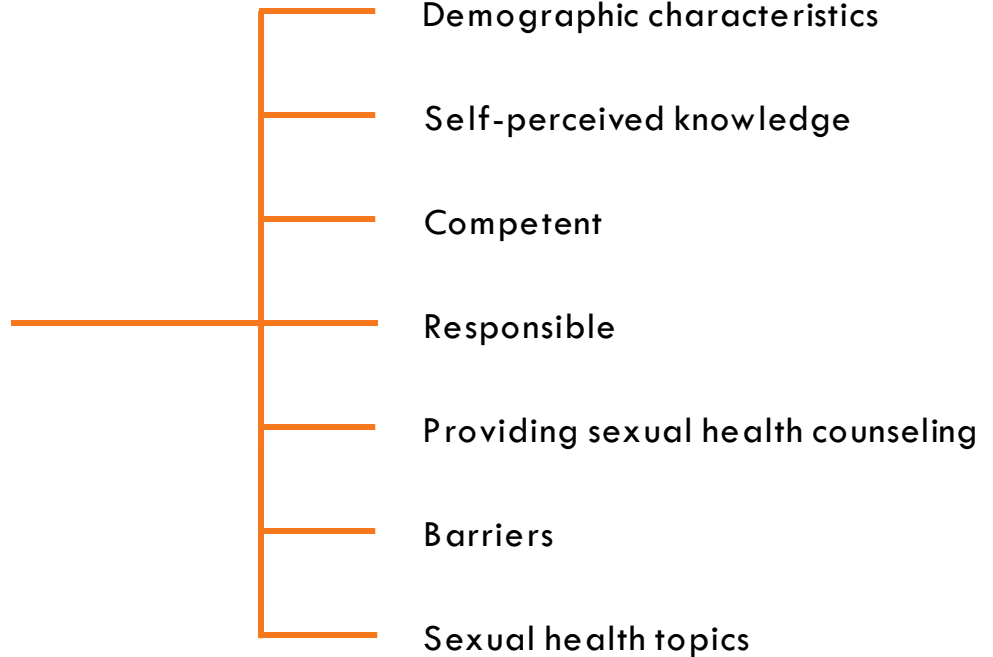 Demographic characteristics
Self-perceived knowledge
Competent
Responsible
Providing sexual health counseling
Barriers
Sexual health topics